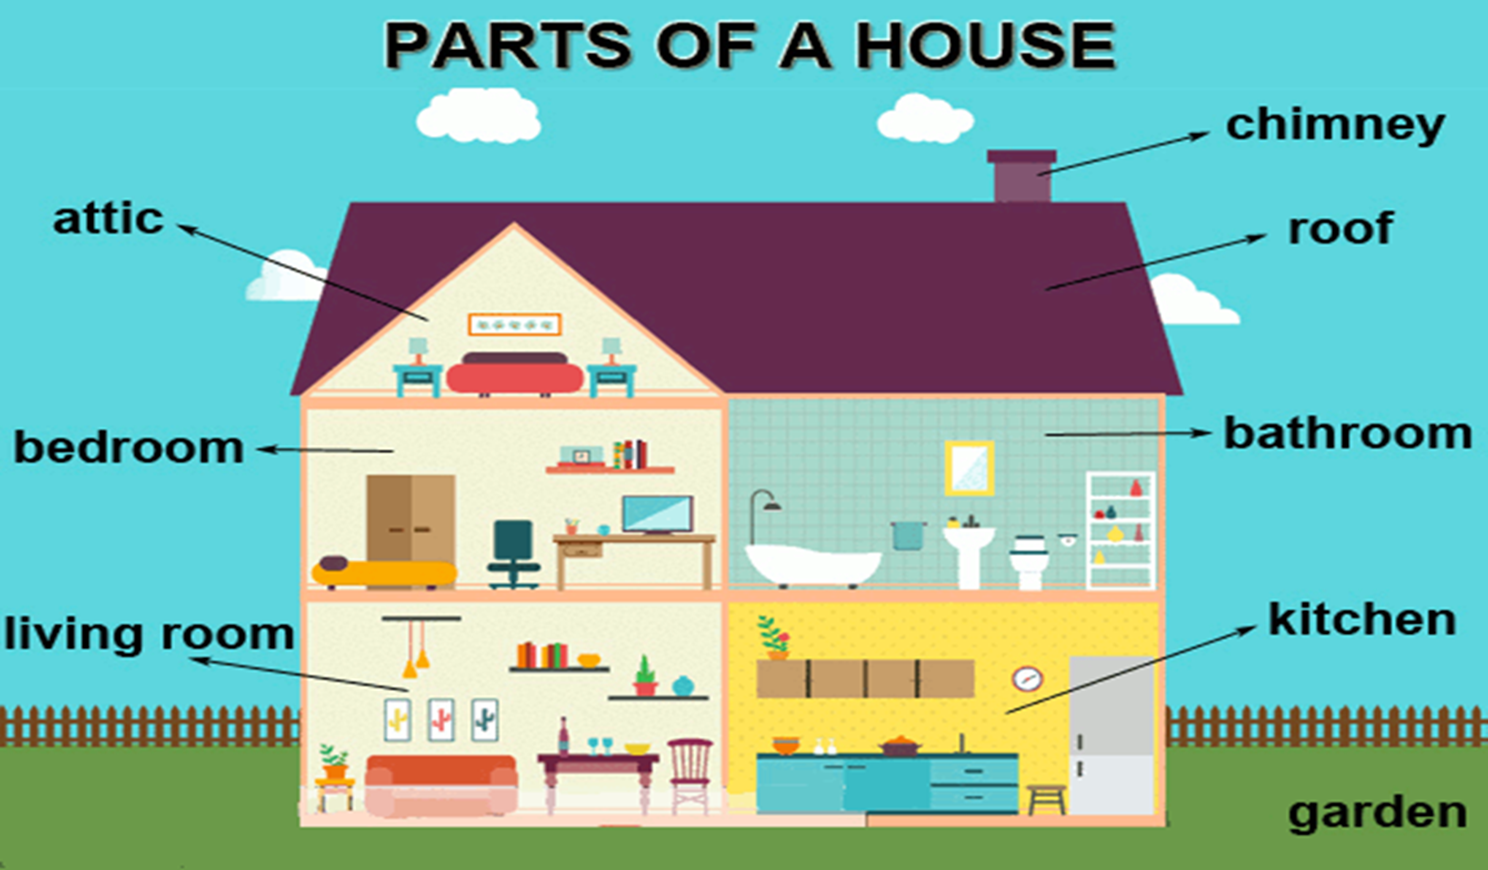 PARTS OF A HOUSE
chimney
attic
roof
bedroom
bathroom
living room
kitchen
garden